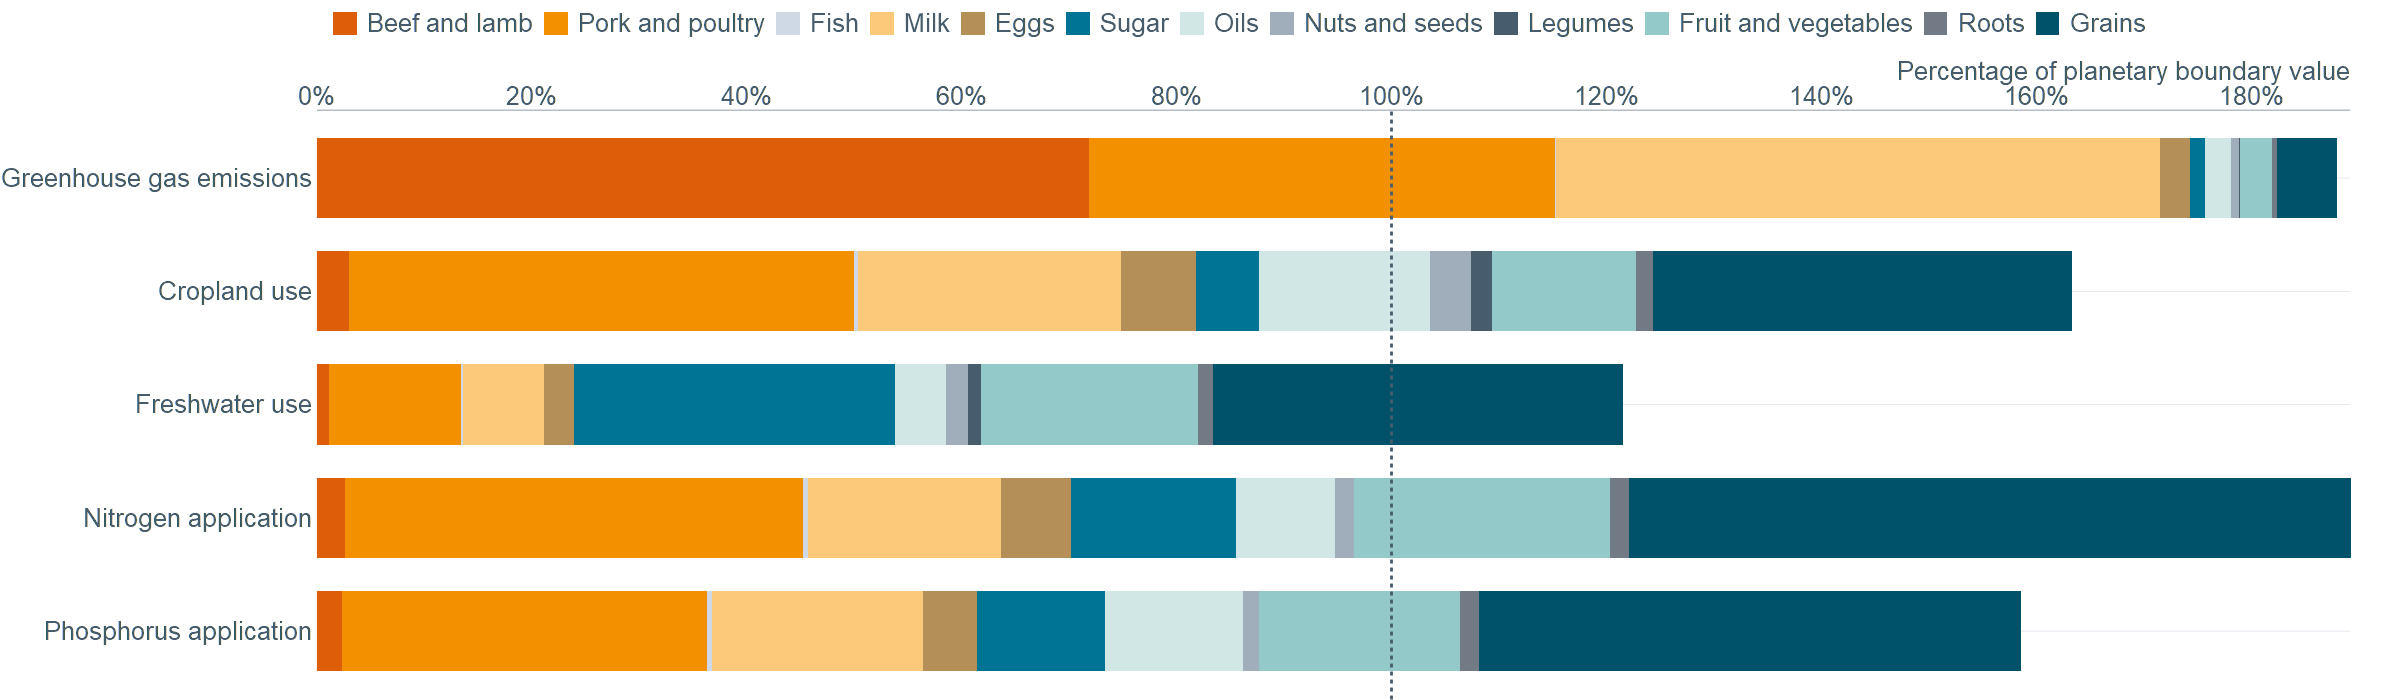 Beef and lamb Pork and poultry Fish Milk Eggs Sugar Oils Nuts and seeds Legumes Fruit and vegetables Roots Grains
Percentage of planetary boundary value
0% 20% 40% 60% 80% 100% 120% 140% 160% 180%
Greenhouse gas emissions
Cropland use
Freshwater use
Nitrogen application
Phosphorus application